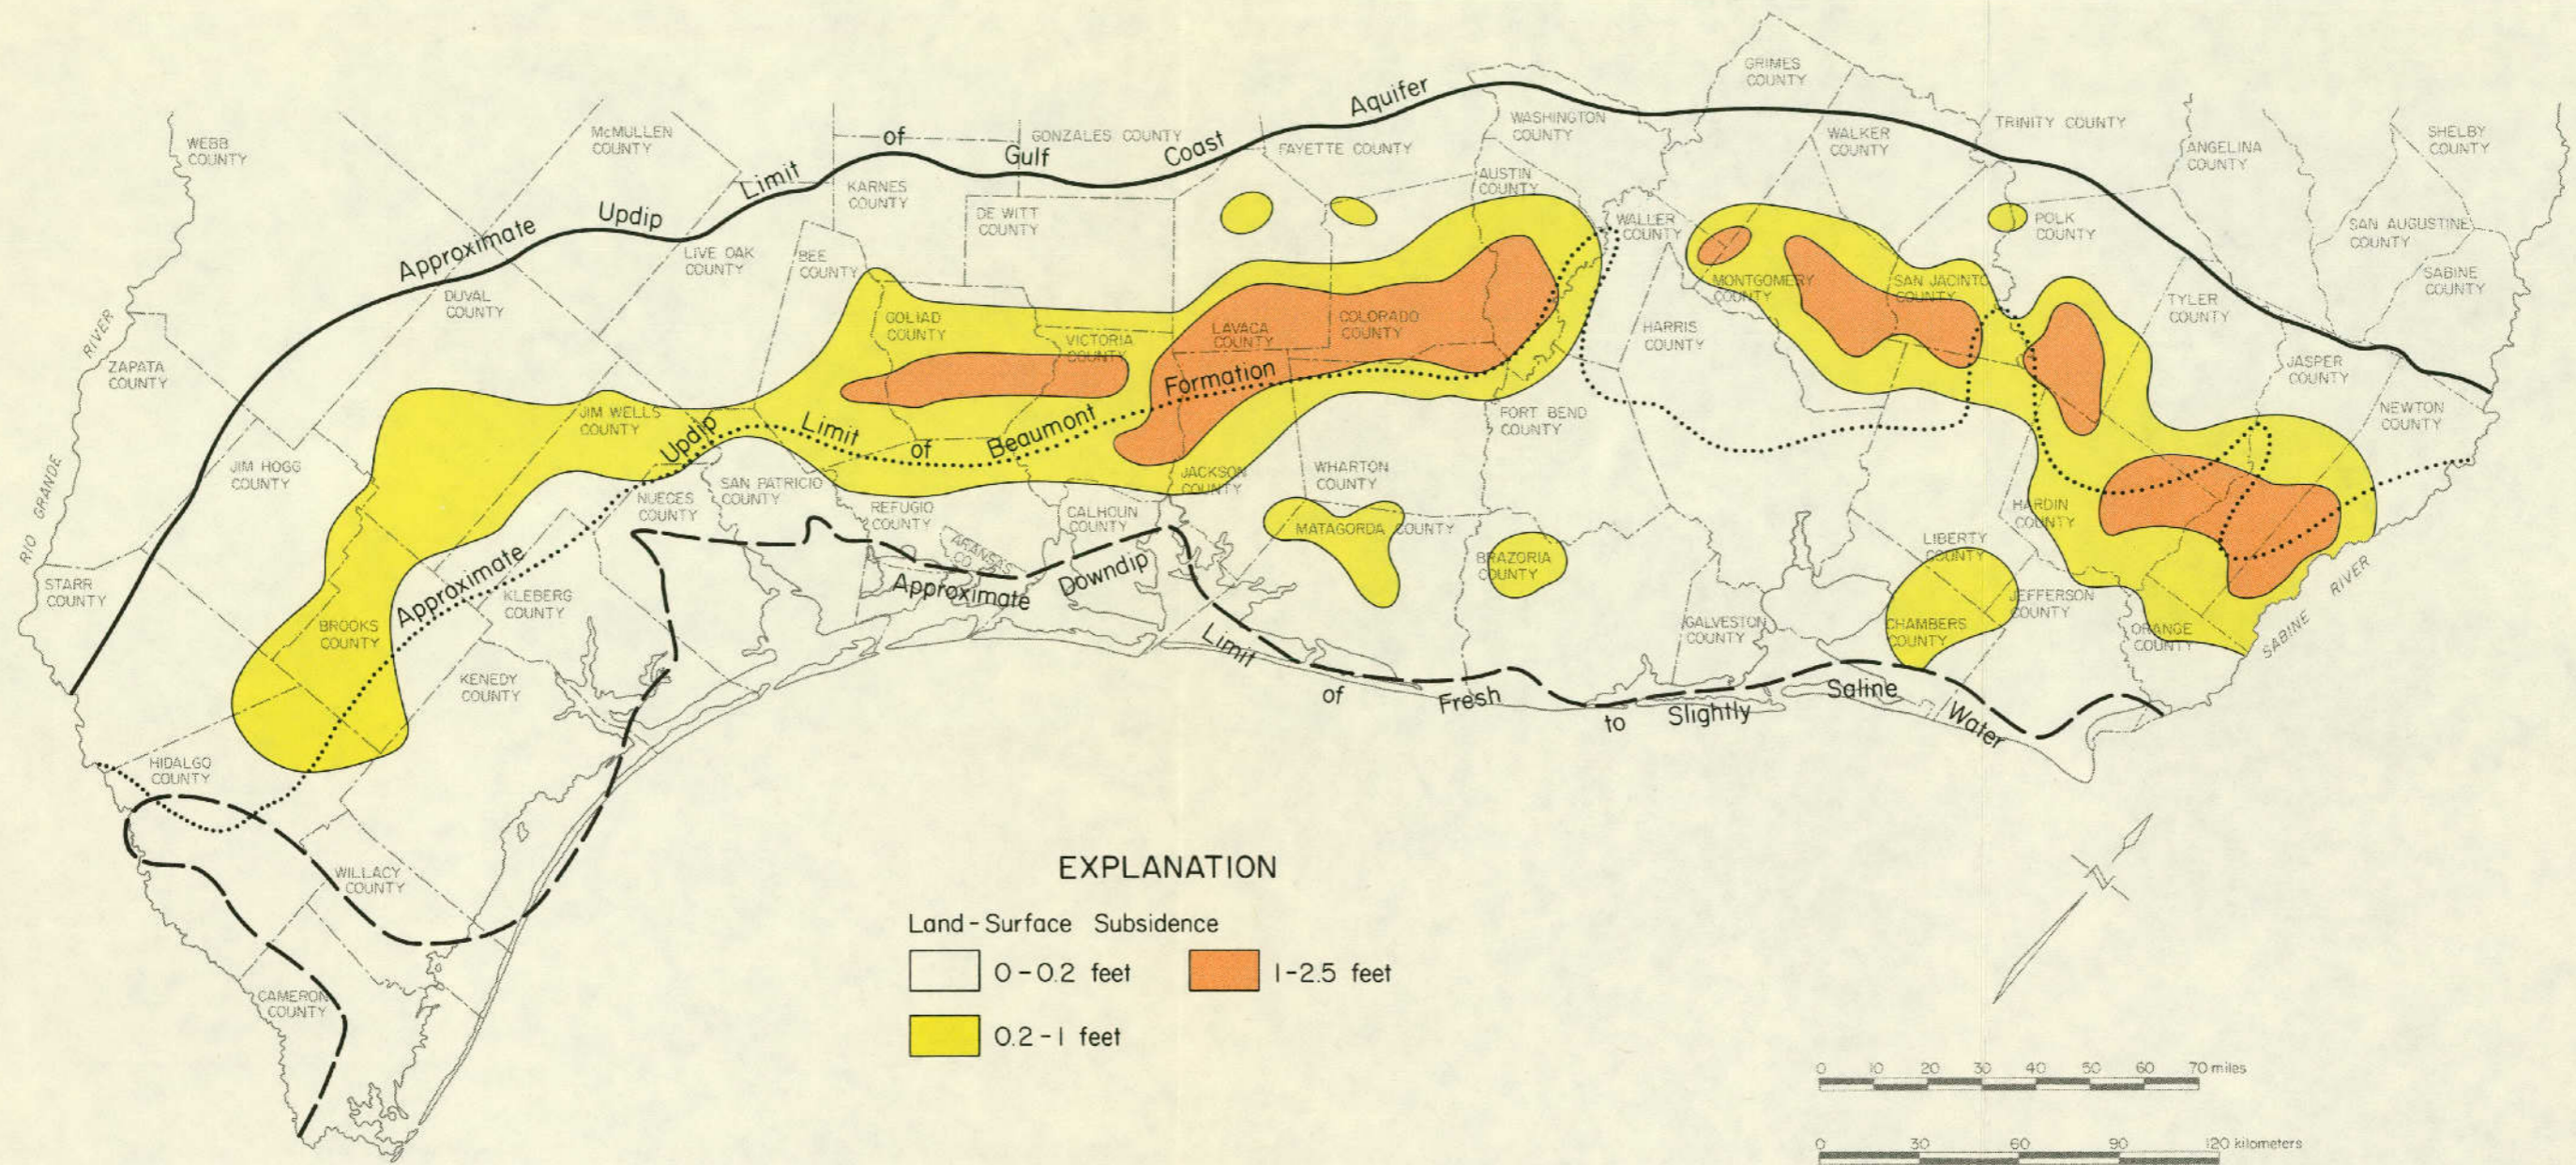 GRIMES
COUNTY
WEBB
COUNTY
McMULLEN
COUNTY
GONZALES COUNTY
FAYETTE COUNTY
WASHINGTON
COUNTY
WALKER
COUNTY
TRINITY COUNTY
ANGELINA
COUNTY
SHELBY
COUNTY
Approximate Updip Limit of Gulf Coast Aquifer
KARNES
COUNTY
DE WITT
COUNTY
AUSTIN
COUNTY
WALLER
COUNTY
POLK
COUNTY
SAN AUGUSTINE
COUNTY
LIVE OAK
COUNTY
BEE
COUNTY
DUVAL
COUNTY
MONTGOMERY
COUNTY
SAN JACINTO
COUNTY
TYLER
COUNTY
SABINE
COUNTY
GOLIAD
COUNTY
VICTORIA
COUNTY
LAVACA
COUNTY
COLORADO
COUNTY
HARRIS
COUNTY
JASPER
COUNTY
ZAPATA
COUNTY
RIO GRANDE RIVER
JIM WELLS
COUNTY
FORT BEND
COUNTY
NEWTON
COUNTY
Approximate Updip Limit of Beaumont Formation
JIM HOGG
COUNTY
NUECES
COUNTY
SAN PATRICIO
COUNTY
REFUGIO
COUNTY
ARANSAS
CO.
CALHOUN
COUNTY
JACKSON
COUNTY
WHARTON
COUNTY
MATAGORDA COUNTY
BRAZORIA
COUNTY
HARDIN
COUNTY
LIBERTY
COUNTY
STARR
COUNTY
KLEBERG
COUNTY
JEFFERSON
COUNTY
BROOKS
COUNTY
GALVESTON
COUNTY
CHAMBERS
COUNTY
ORANGE
COUNTY
SABINE RIVER
KENEDY
COUNTY
Approximate Downdip Limit of Fresh to Slightly Saline Water
HIDALGO
COUNTY
WILLACY
COUNTY
CAMERON
COUNTY
N
EXPLANATION
Land-Surface Subsidence
0-0.2 feet
1-2.5 feet
0.2-1 feet
0 10 20 30 40 50 60 70 miles
0 30 60 90 120 kilometers